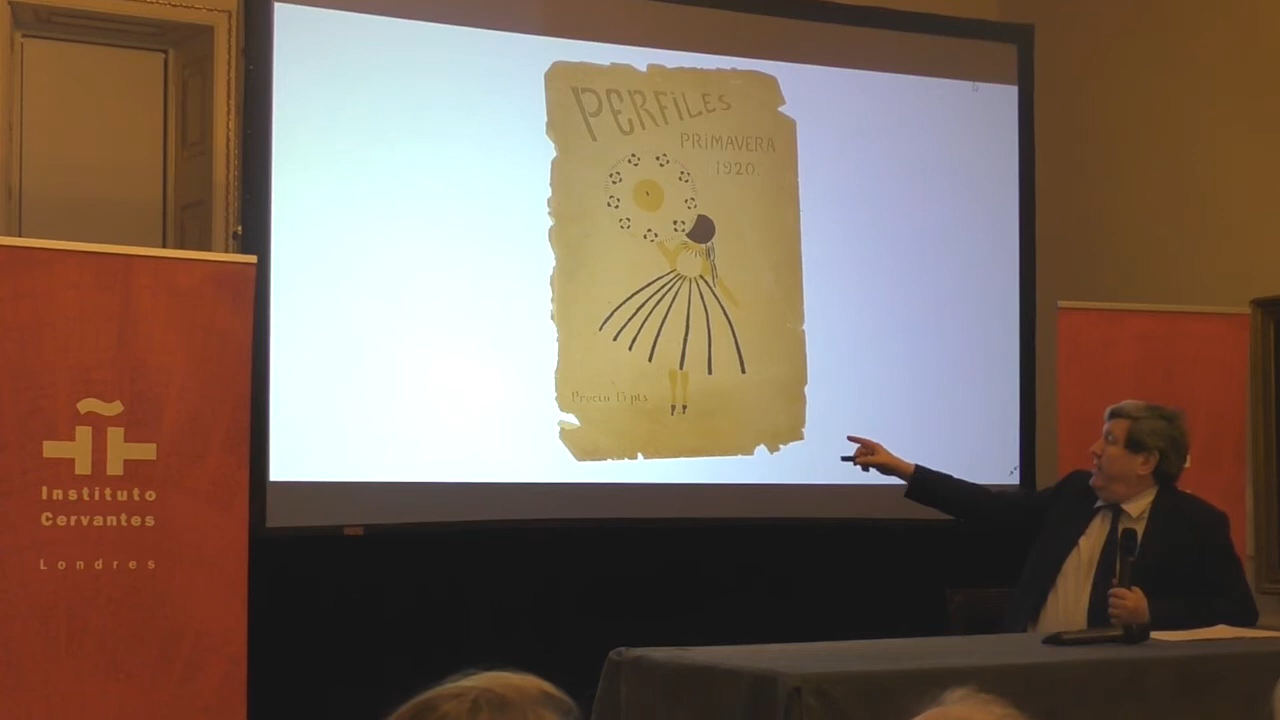 PERFiLES
PRiMAVERA
1920.
Precio 15 pts
Instituto
Cervantes
Londres